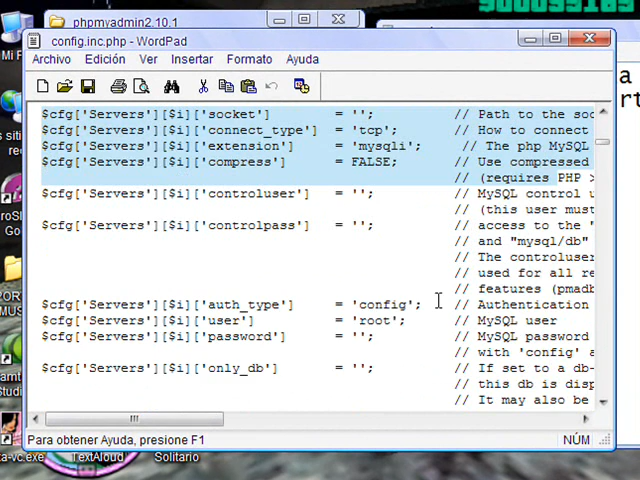 900099189
phpmyadmin2.10.1
config.inc.php - WordPad
Archivo Edición Ver Insertar Formato Ayuda
$cfg['Servers'][$i]['socket'] = ''; // Path to the soc
$cfg['Servers'][$i]['connect_type'] = 'tcp'; // How to connect
$cfg['Servers'][$i]['extension'] = 'mysqli'; // The php MySQL
$cfg['Servers'][$i]['compress'] = FALSE; // Use compressed
// (requires PHP >
$cfg['Servers'][$i]['controluser'] = ''; // MySQL control u
// (this user must
$cfg['Servers'][$i]['controlpass'] = ''; // access to the "
// and "mysql/db"
// The controluser
// used for all re
// features (pmadb
$cfg['Servers'][$i]['auth_type'] = 'config'; // Authentication
$cfg['Servers'][$i]['user'] = 'root'; // MySQL user
$cfg['Servers'][$i]['password'] = ''; // MySQL password
// with 'config' a
$cfg['Servers'][$i]['only_db'] = ''; // If set to a db-
// this db is disp
// It may also be
Para obtener Ayuda, presione F1 NÚM
ta-vc.exe TextAloud Solitario